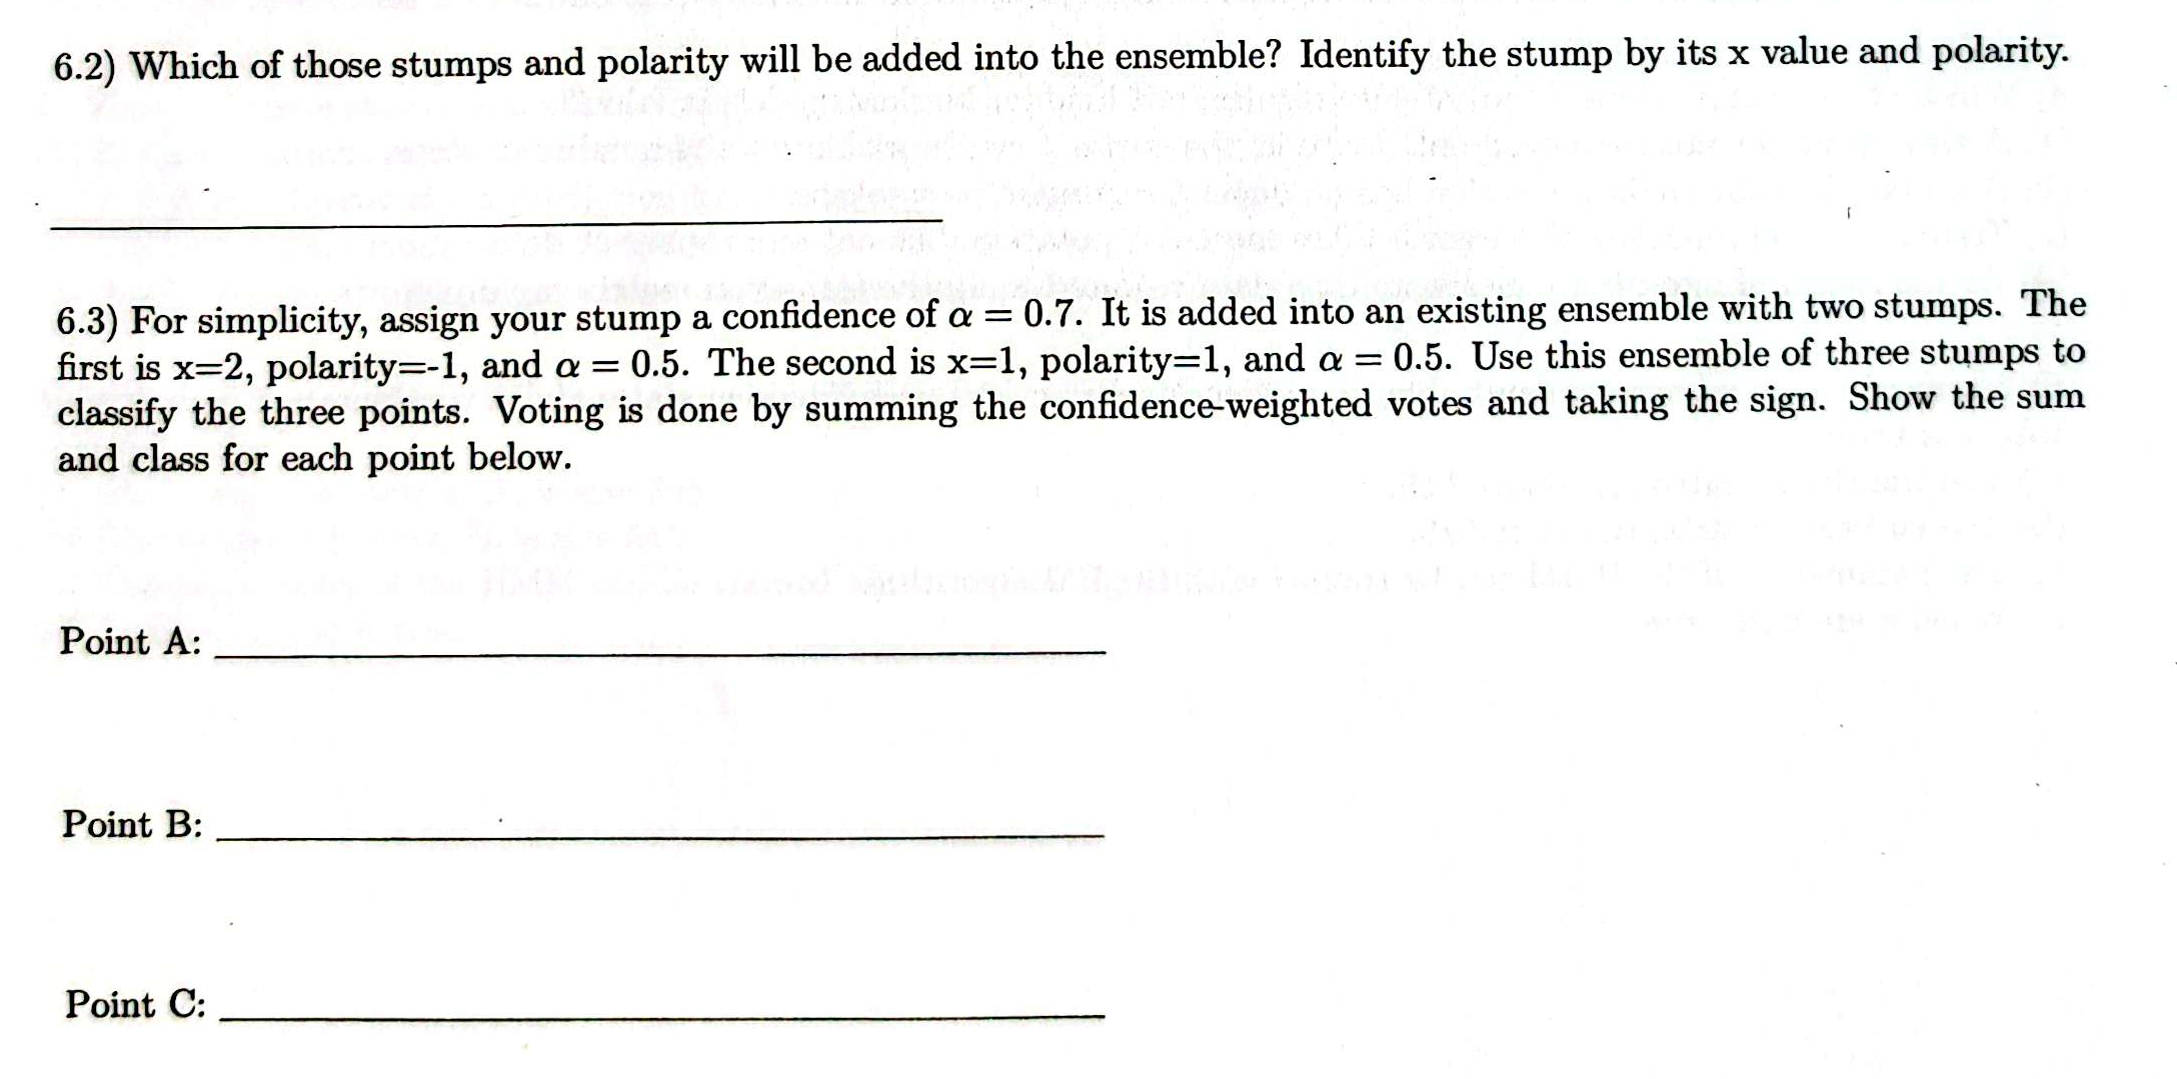 6.2) Which of those stumps and polarity will be added into the ensemble? Identify the stump by its x value and polarity.
6.3) For simplicity, assign your stump a confidence of α = 0.7. It is added into an existing ensemble with two stumps. The
first is x=2, polarity=-1, and α = 0.5. The second is x=1, polarity=1, and α = 0.5. Use this ensemble of three stumps to
classify the three points. Voting is done by summing the confidence-weighted votes and taking the sign. Show the sum
and class for each point below.
Point A:
Point B:
Point C: